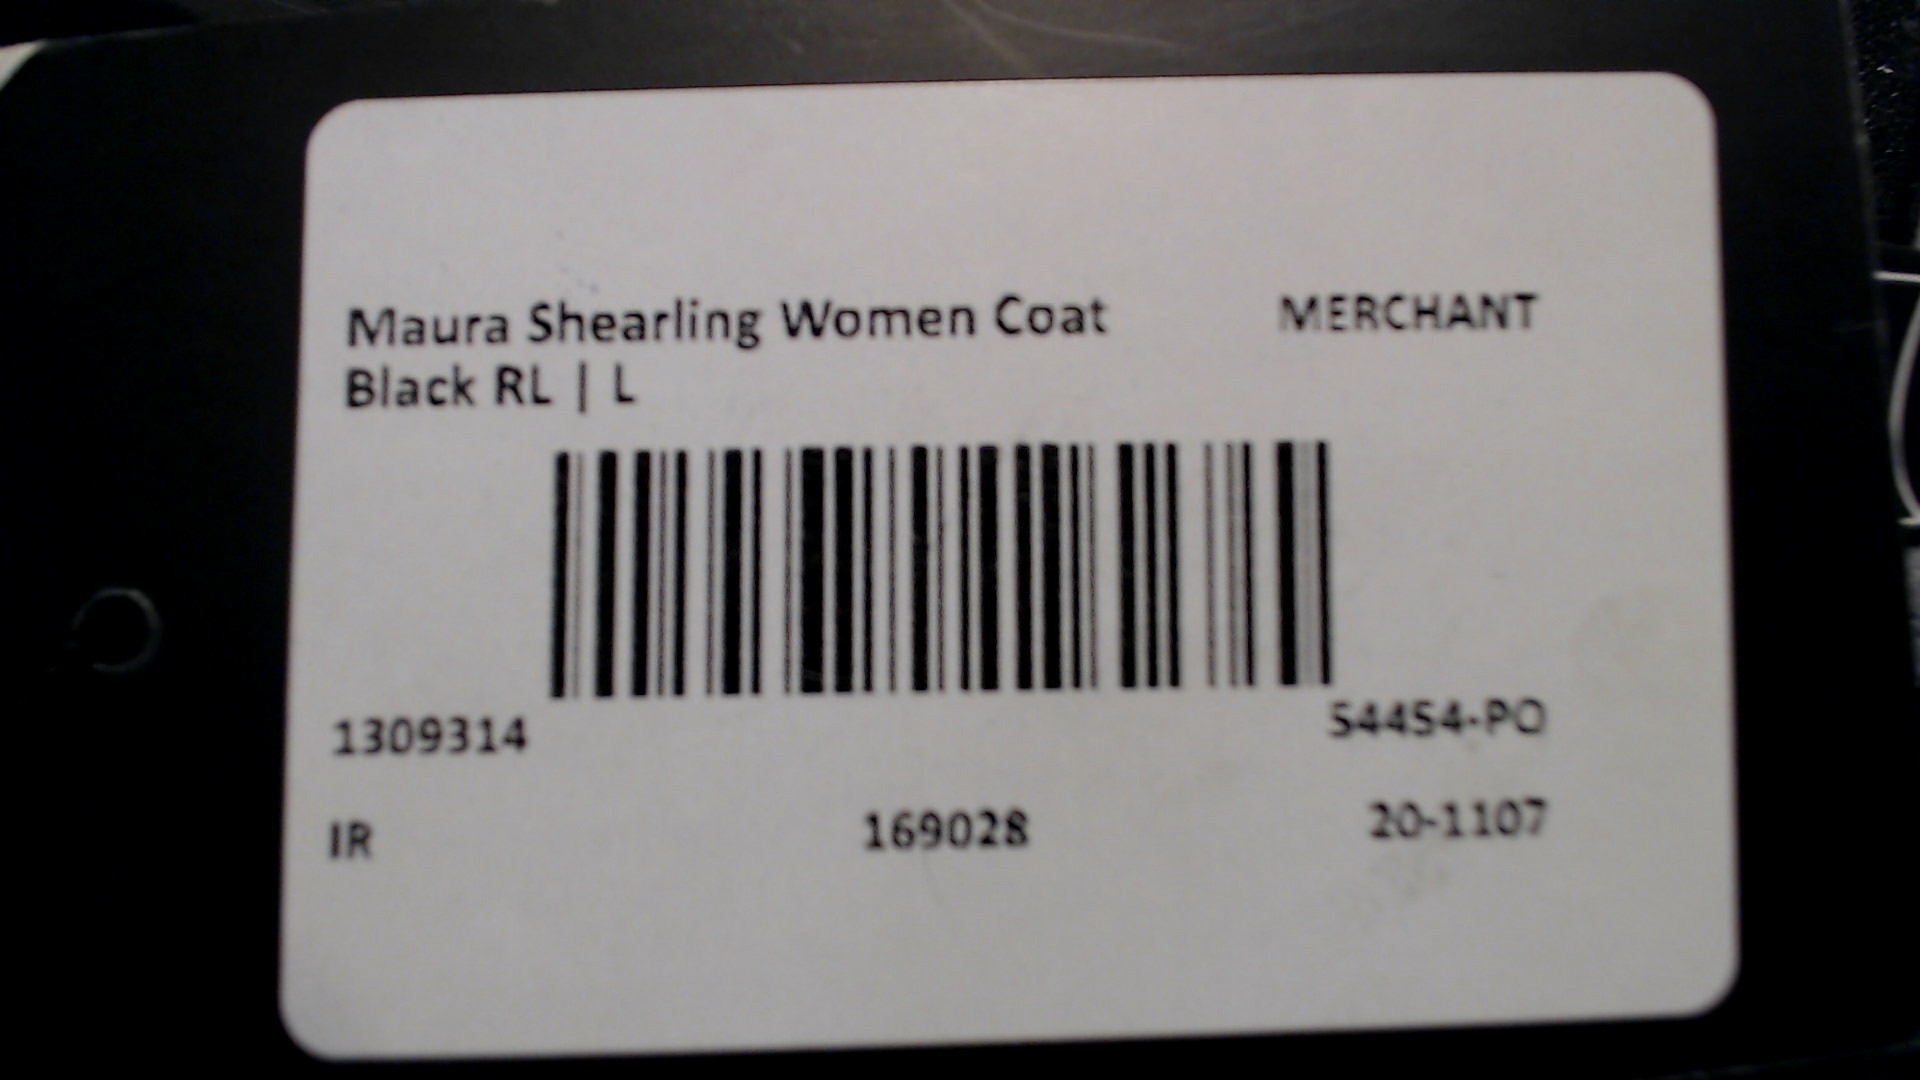 Maura Shearling Women Coat MERCHANT
Black RL | L
1309314 54454-PO
IR 169028 20-1107